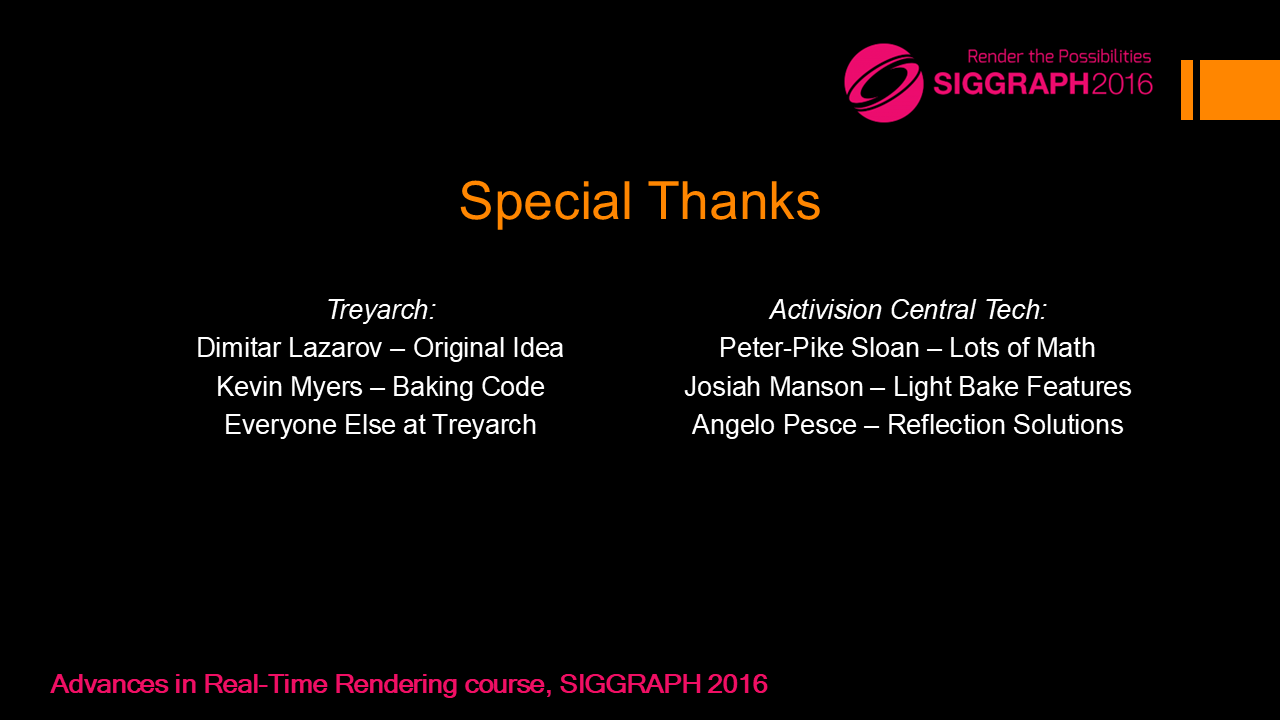 Render the Possibilities
SIGGRAPH2016
Special Thanks
Treyarch:
Dimitar Lazarov – Original Idea
Kevin Myers – Baking Code
Everyone Else at Treyarch
Activision Central Tech:
Peter-Pike Sloan – Lots of Math
Josiah Manson – Light Bake Features
Angelo Pesce – Reflection Solutions
Advances in Real-Time Rendering course, SIGGRAPH 2016